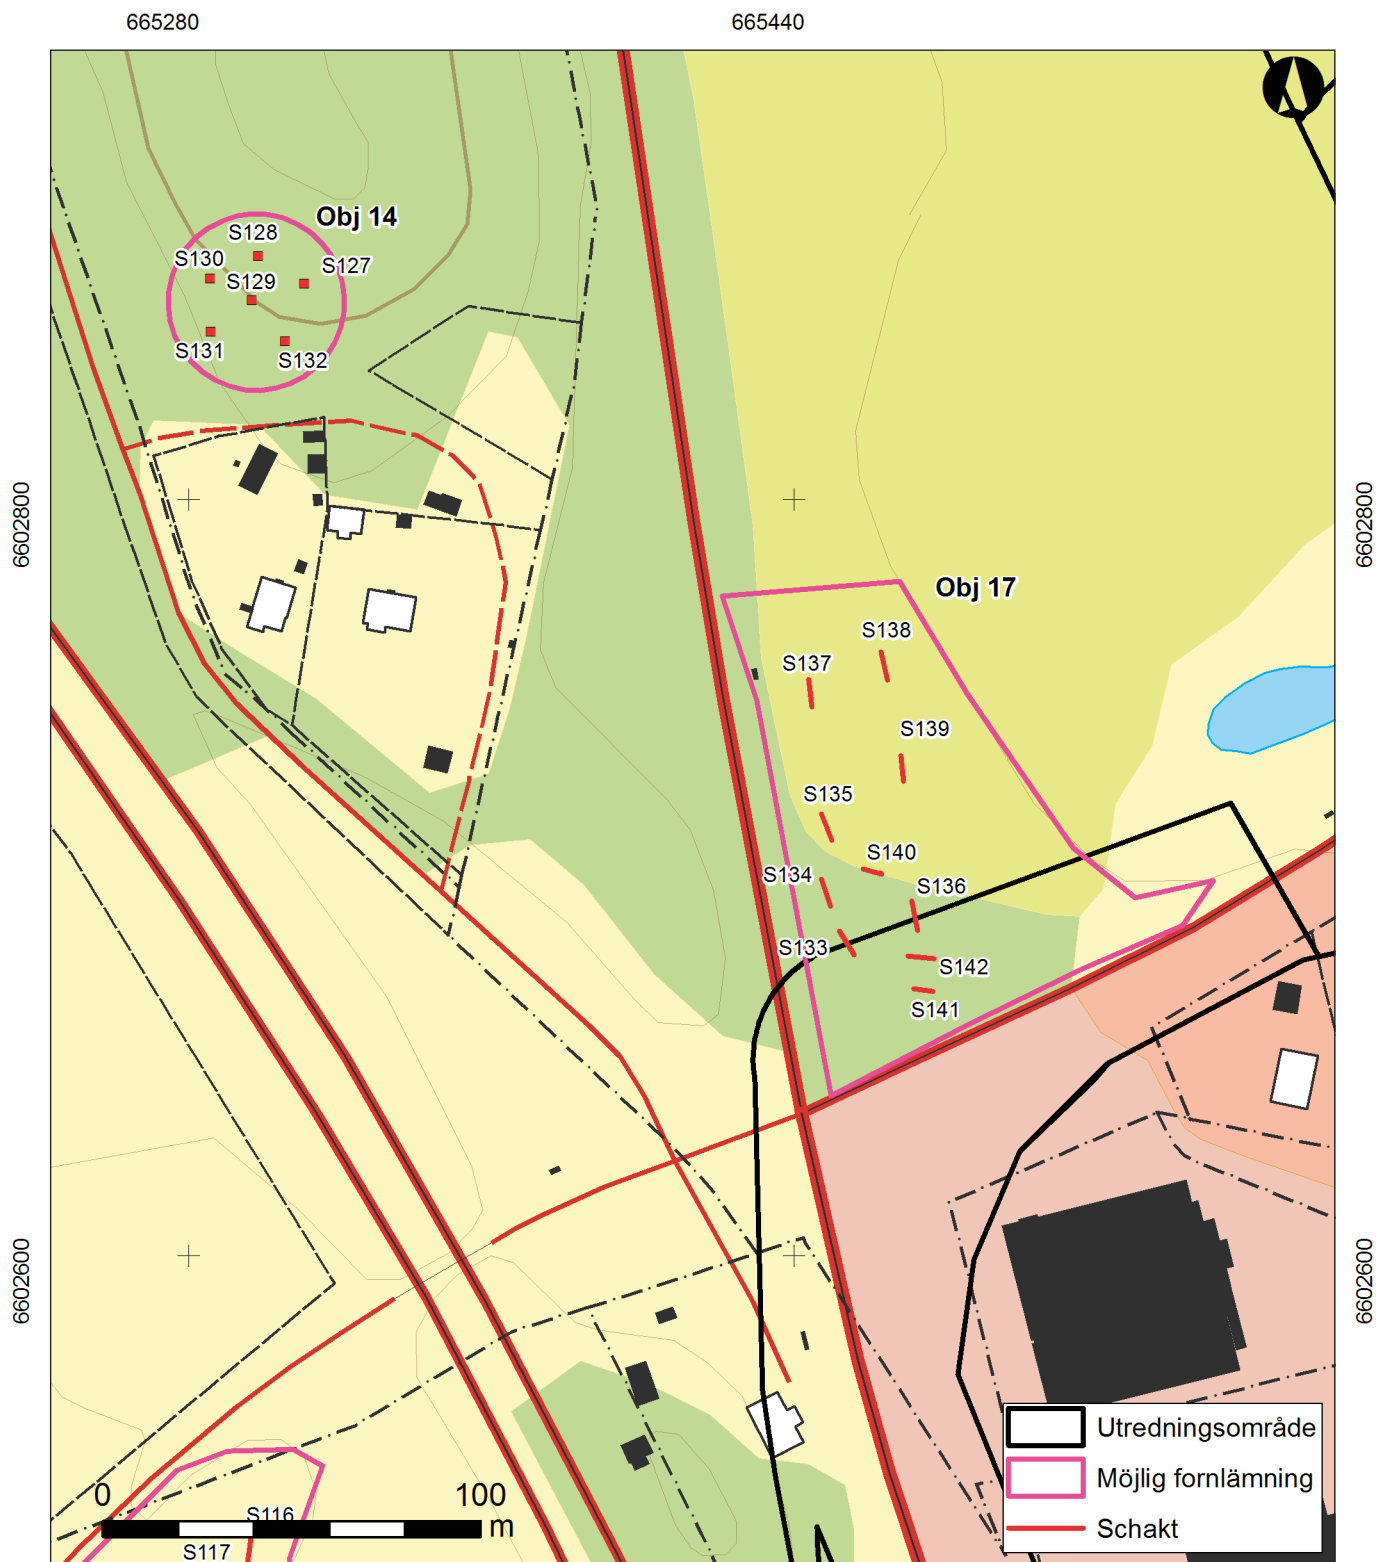 665280
665440
Obj 14
S128
S130
S127
S129
S131
S132
6602800
6602800
Obj 17
S138
S137
S139
S135
S140
S134
S136
S133
S142
S141
6602600
6602600
Utredningsområde
Möjlig fornlämning
Schakt
0
100
m
S116
S117